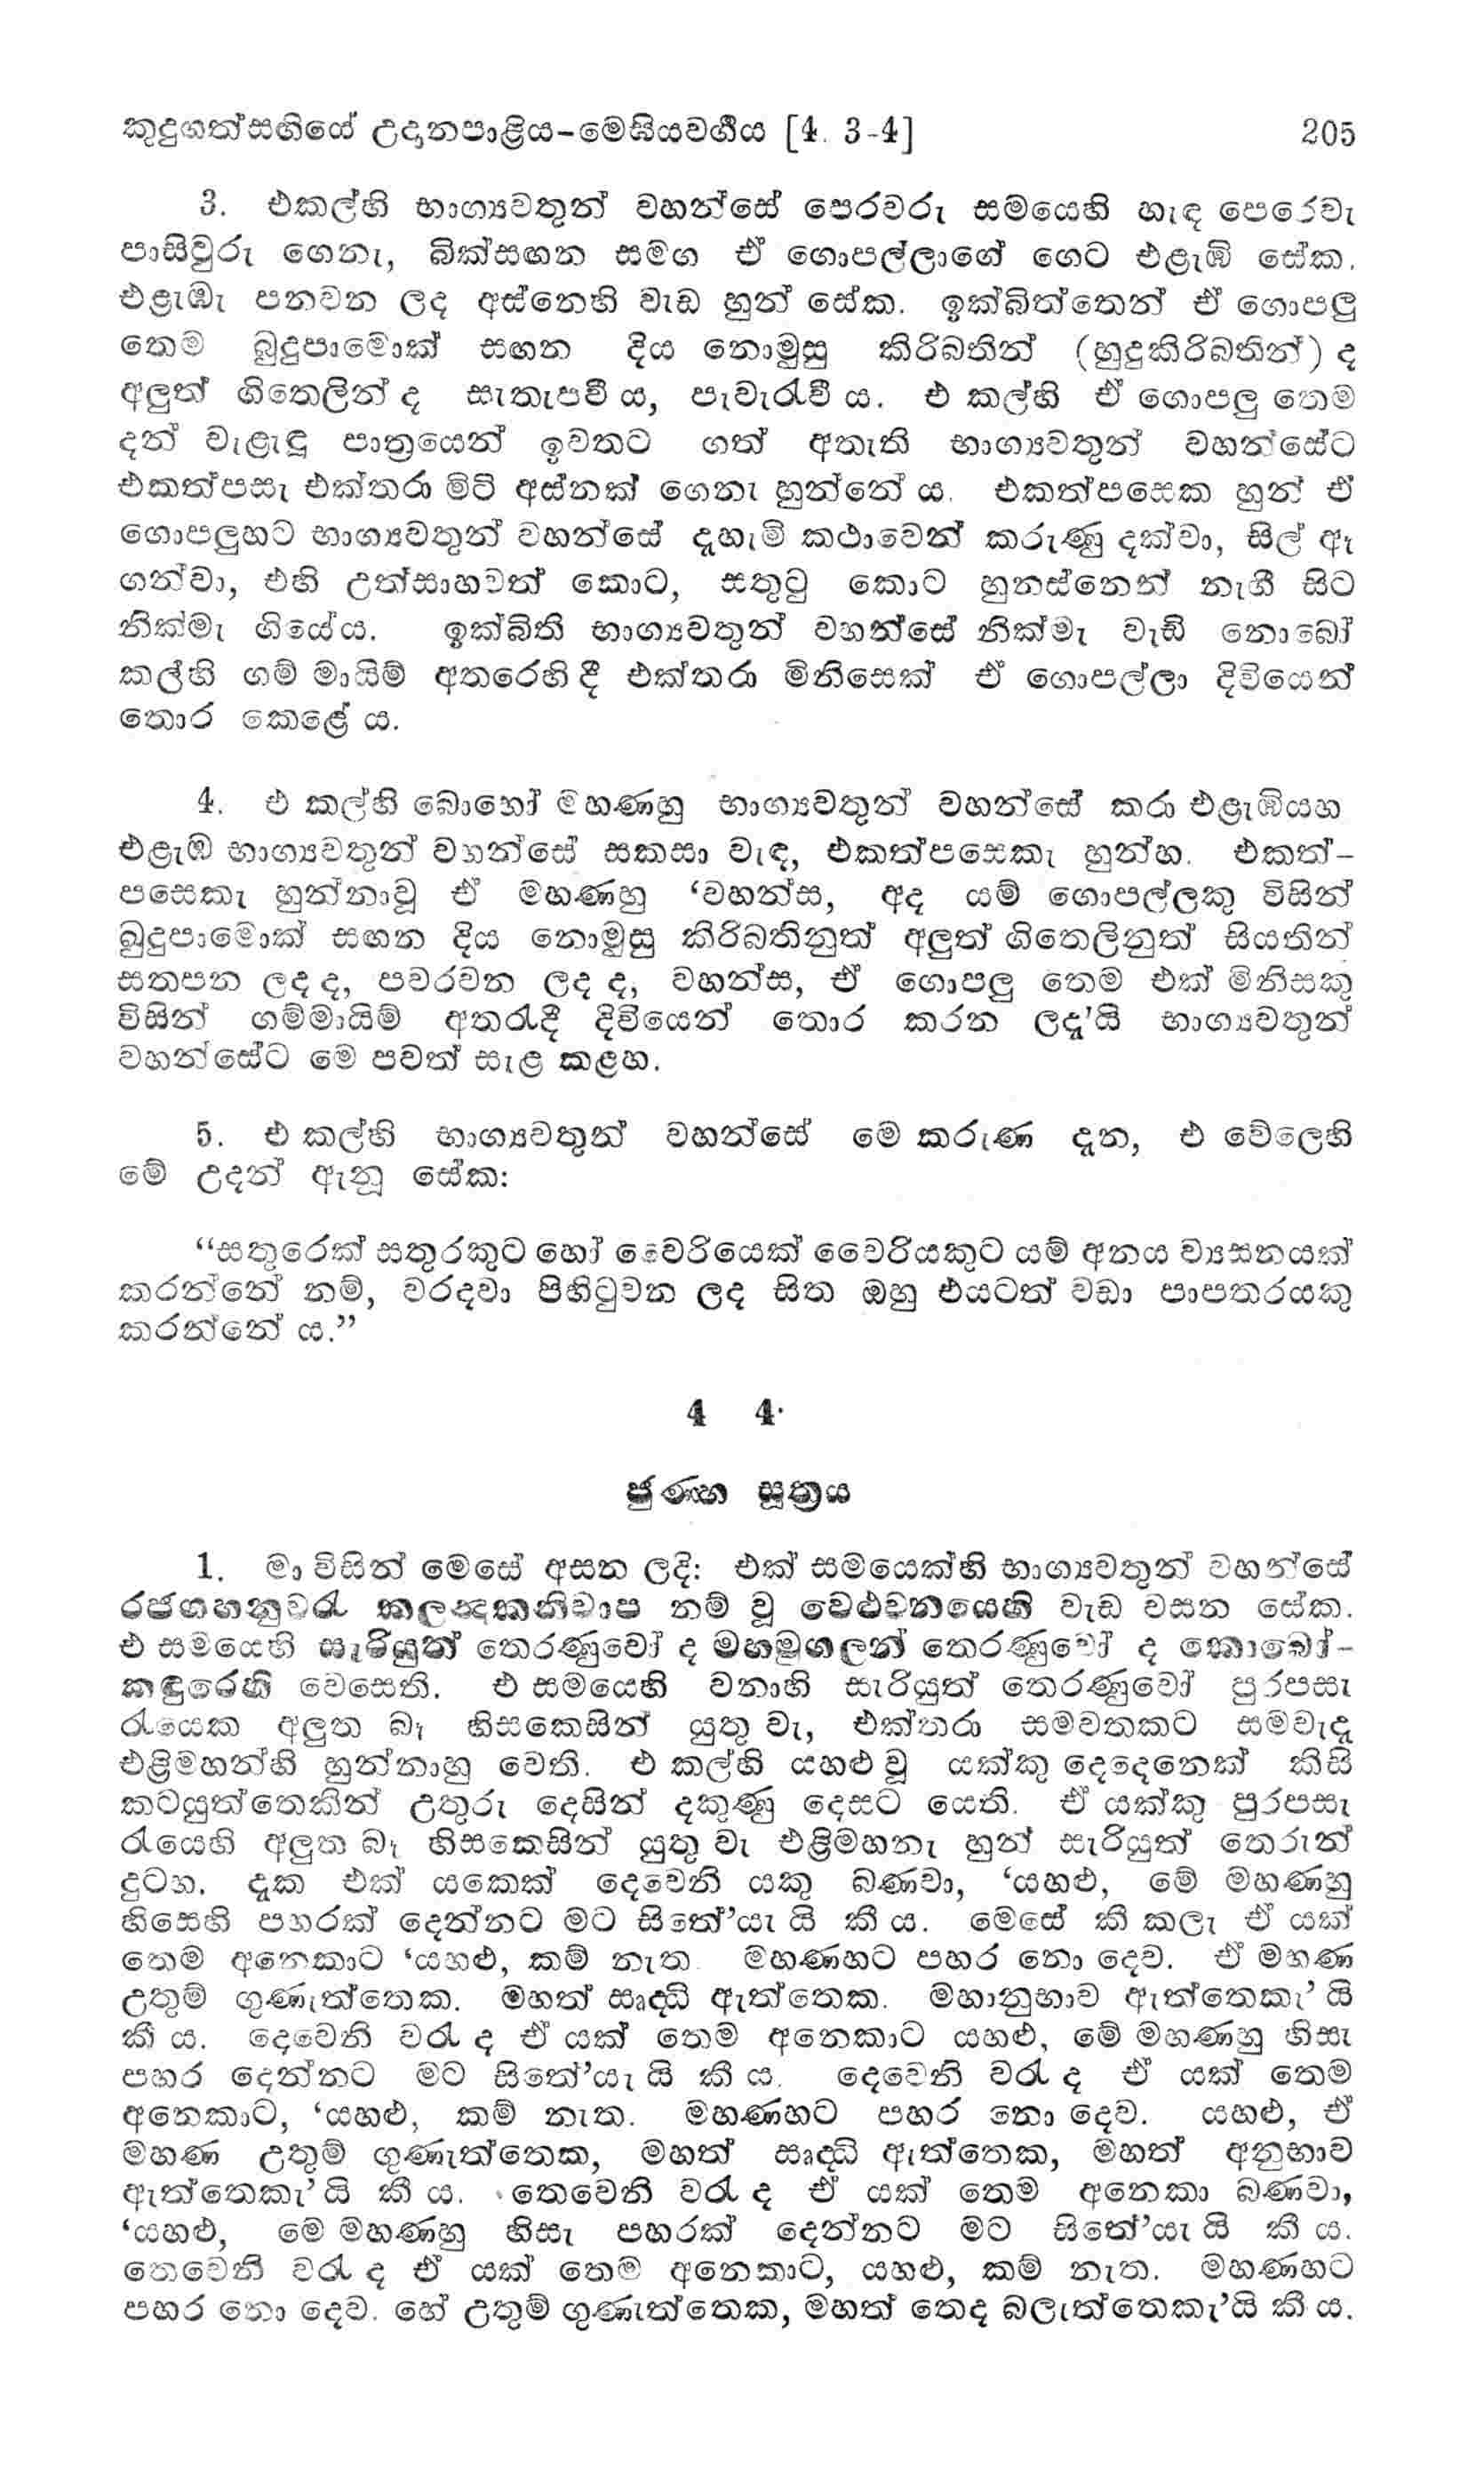 කුදුගත්සඟියේ උදානපාළිය-මෙඝියවර්ගය [4. 3-4] 205
3. එකල්හි භාග්‍යවතුන් වහන්සේ පෙරවරු සමයෙහි හැඳ පෙරෙවැ
පාසිවුරු ගෙනැ, බික්සඟන සමග ඒ ගොපල්ලාගේ ගෙට එළැඹි සේක.
එළැඹැ පනවන ලද අස්නෙහි වැඩ හුන් සේක. ඉක්බිත්තෙන් ඒ ගොපලු
තෙම බුදුපාමොක් සඟන දිය නොමුසු කිරිබතින් (හුදුකිරිබතින්) ද
අලුත් ගිතෙලින් ද සැතැපවී ය, පැවැරැවී ය. එ කල්හි ඒ ගොපලු තෙම
දන් වැළැඳූ පාත්‍රයෙන් ඉවතට ගත් අතැති භාග්‍යවතුන් වහන්සේට
එකත්පසැ එක්තරා මිටි අස්නක් ගෙනැ හුන්නේ ය. එකත්පසෙක හුන් ඒ
ගොපලුහට භාග්‍යවතුන් වහන්සේ දැහැමි කථාවෙන් කරුණු දක්වා, සිල් ඈ
ගන්වා, එහි උත්සාහවත් කොට, සතුටු කොට හුනස්නෙන් නැගී සිට
නික්මැ ගියේය. ඉක්බිති භාග්‍යවතුන් වහන්සේ නික්මැ වැඩි නොබෝ
කල්හි ගම් මායිම් අතරෙහි දී එක්තරා මිනිසෙක් ඒ ගොපල්ලා දිවියෙන්
තොර කෙළේ ය.
4. එ කල්හි බොහෝ මහණහු භාග්‍යවතුන් වහන්සේ කරා එළැඹියහ
එළැඹ භාග්‍යවතුන් වහන්සේ සකසා වැඳ, එකත්පසෙකැ හුන්හ. එකත්-
පසෙකැ හුන්නාවූ ඒ මහණහු ‘වහන්ස, අද යම් ගොපල්ලකු විසින්
බුදුපාමොක් සඟන දිය නොමුසු කිරිබතිනුත් අලුත් ගිතෙලිනුත් සියතින්
සතපන ලද ද, පවරවන ලද ද, වහන්ස, ඒ ගොපලු තෙම එක් මිනිසකු
විසින් ගම්මායිම් අතරැදී දිවියෙන් තොර කරන ලදැ’යි භාග්‍යවතුන්
වහන්සේට මෙ පවත් සැළ කළහ.
5. එ කල්හි භාග්‍යවතුන් වහන්සේ මෙ කරුණ දැන, එ වේලෙහි
මේ උදන් ඇනූ සේක:
“සතුරෙක් සතුරකුට හෝ වෛරියෙක් වෛරියකුට යම් අනය ව්‍යසනයක්
කරන්නේ නම්, වරදවා පිහිටුවන ලද සිත ඔහු එයටත් වඩා පාපතරයකු
කරන්නේ ය.”
4 4.
ජුණ්හ සූත්‍රය
1. මා විසින් මෙසේ අසන ලදි: එක් සමයෙක්හි භාග්‍යවතුන් වහන්සේ
රජගහනුවරැ කලන්‍දකනිවාප නම් වූ වෙළුවනයෙහි වැඩ වසන සේක.
එ සමයෙහි සැරියුත් තෙරණුවෝ ද මහමුගලන් තෙරණුවෝ ද කොබෝ-
කඳුරෙහි වෙසෙති. එ සමයෙහි වනාහි සැරියුත් තෙරණුවෝ පුරපසැ
රැයෙක අලුත බෑ හිසකෙසින් යුතු වැ, එක්තරා සමවතකට සමවැදැ
එළිමහන්හි හුන්නාහු වෙති. එ කල්හි යහළු වූ යක්කු දෙදෙනෙක් කිසි
කටයුත්තෙකින් උතුරු දෙසින් දකුණු දෙසට යෙති. ඒ යක්කු පුරපසැ
රැයෙහි අලුත බෑ හිසකෙසින් යුතු වැ එළිමහනැ හුන් සැරියුත් තෙරුන්
දුටහ. දැක එක් යකෙක් දෙවෙනි යකු බණවා, ‘යහළු, මේ මහණහු
හිසෙහි පහරක් දෙන්නට මට සිතේ’යැ යි කී ය. මෙසේ කී කලැ ඒ යක්
තෙම අනෙකාට ‘යහළු, කම් නැත. මහණහට පහර නො දෙව. ඒ මහණ
උතුම් ගුණැත්තෙක. මහත් ඍද්ධි ඇත්තෙක. මහානුභාව ඇත්තෙකැ’ යි
කී ය. දෙවෙනි වරැ ද ඒ යක් තෙම අනෙකාට යහළු, මේ මහණහු හිසැ
පහර දෙන්නට මට සිතේ’යැ යි කී ය. දෙවෙනි වරැ ද ඒ යක් තෙම
අනෙකාට, ‘යහළු, කම් නැත. මහණහට පහර නො දෙව. යහළු, ඒ
මහණ උතුම් ගුණැත්තෙක, මහත් ඍද්ධි ඇත්තෙක, මහත් අනුභාව
ඇත්තෙකැ’ යි කී ය. තෙවෙනි වරැ ද ඒ යක් තෙම අනෙකා බණවා,
‘යහළු, මෙ මහණහු හිසැ පහරක් දෙන්නට මට සිතේ’යැ යි කී ය.
තෙවෙනි වරැ ද ඒ යක් තෙම අනෙකාට, යහළු, කම් නැත. මහණහට
පහර නො දෙව. හේ උතුම් ගුණැත්තෙක, මහත් තෙද බලැත්තෙකැ’යි කී ය.